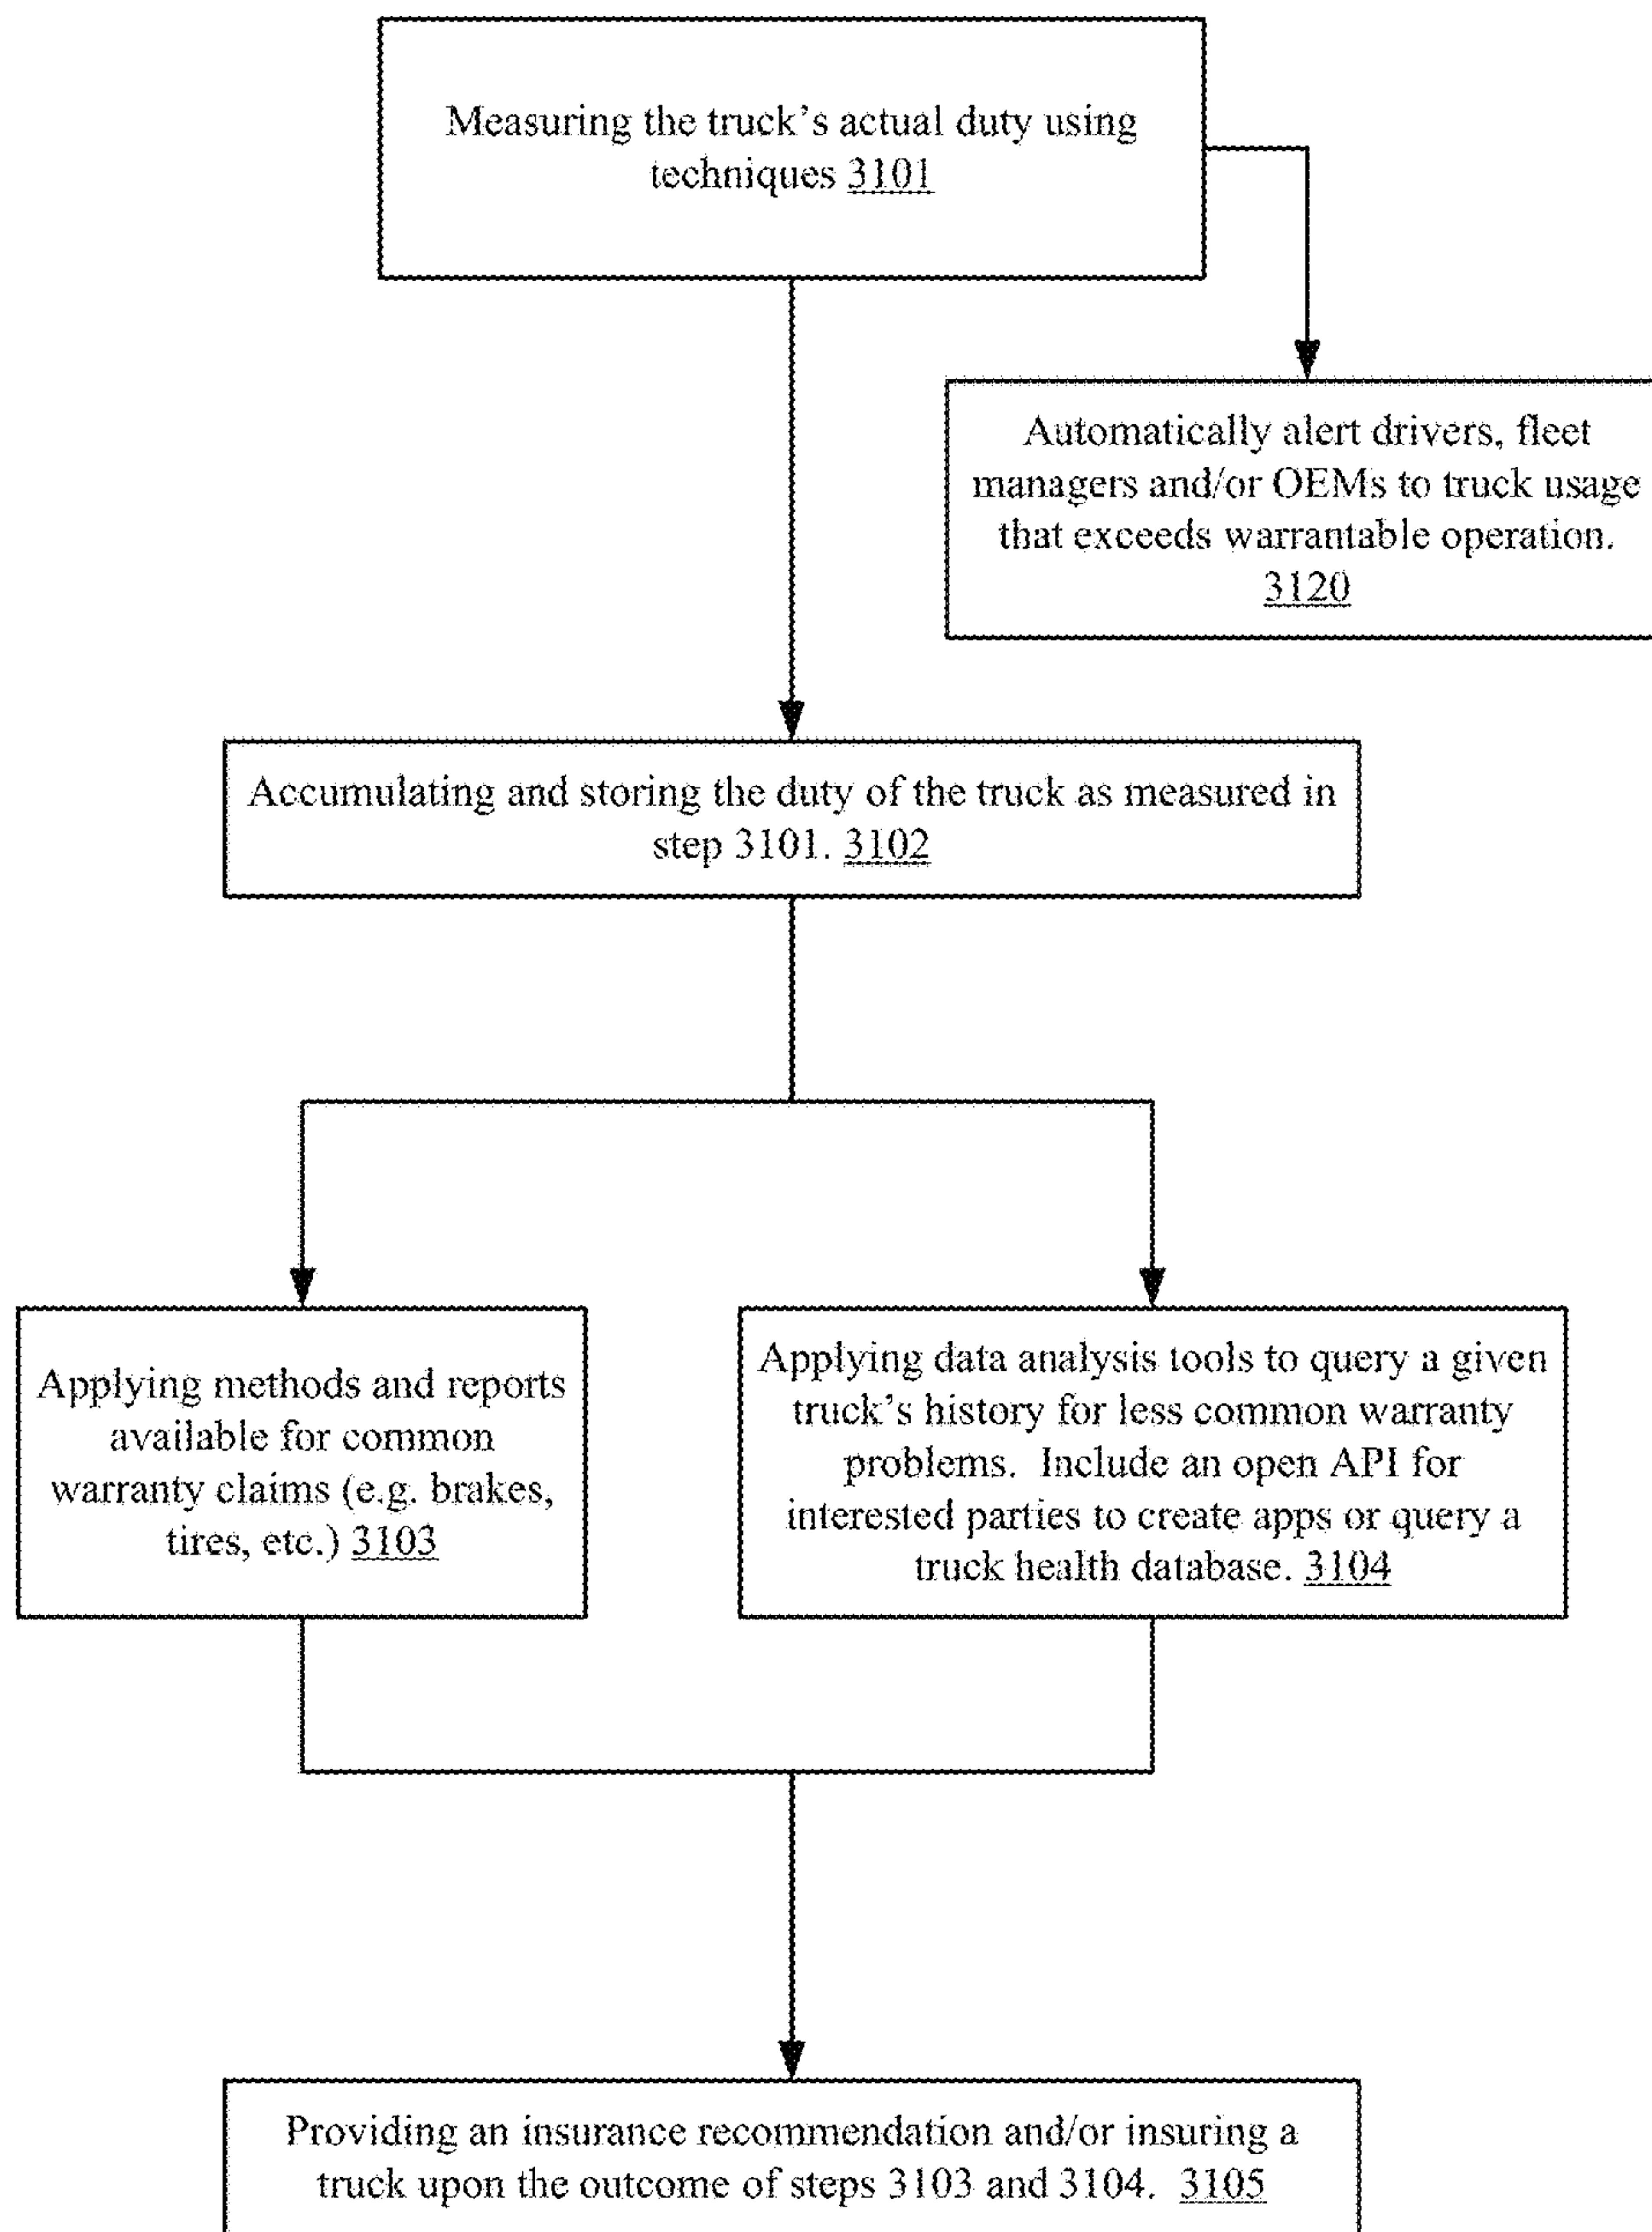 Measuring the truck's actual duty using
techniques 3101
Automatically alert drivers, fleet
managers and/or OEMs to truck usage
that exceeds warrantable operation.
3120
Accumulating and storing the duty of the truck as measured in
step 3101. 3102
Applying methods and reports
available for common
warranty claims (e.g. brakes,
tires, etc.) 3103
Applying data analysis tools to query a given
truck's history for less common warranty
problems.  Include an open API for
interested parties to create apps or query a
truck health database. 3104
Providing an insurance recommendation and/or insuring a
truck upon the outcome of steps 3103 and 3104.  3105